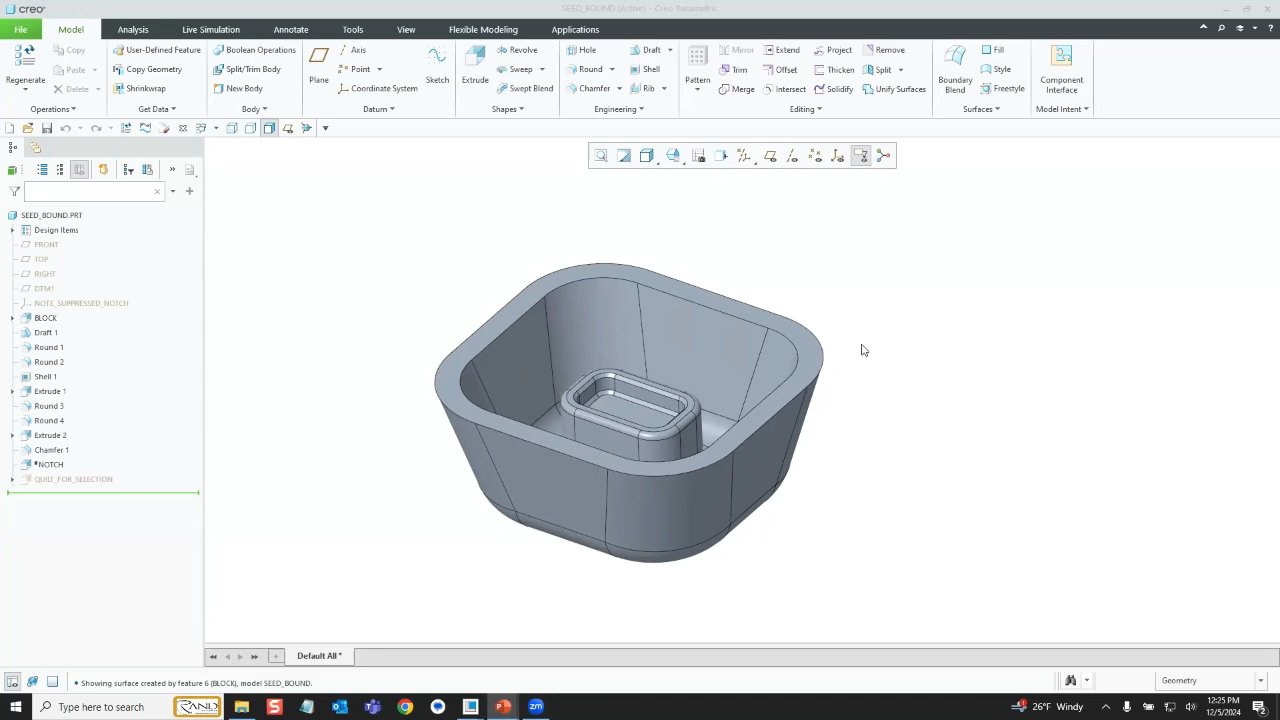 creo
SEED_BOUND (Active) - Creo Parametric
File Model Analysis Live Simulation Annotate Tools View Flexible Modeling Applications
Regenerate
Copy
Paste
Delete
User-Defined Feature
Copy Geometry
Shrinkwrap
Boolean Operations
Split/Trim Body
New Body
Plane
Axis
Point
Coordinate System
Sketch
Extrude
Revolve
Sweep
Swept Blend
Hole
Round
Chamfer
Draft
Shell
Rib
Pattern
Mirror
Trim
Merge
Extend
Offset
Intersect
Project
Thicken
Solidify
Remove
Split
Unify Surfaces
Boundary
Blend
Fill
Style
Freestyle
Component
Interface
Operations Get Data Body Datum Shapes Engineering Editing Surfaces Model Intent
SEED_BOUND.PRT
Design Items
FRONT
TOP
RIGHT
DTM1
NOTE_SUPPRESSED_NOTCH
BLOCK
Draft 1
Round 1
Round 2
Shell 1
Extrude 1
Round 3
Round 4
Extrude 2
Chamfer 1
NOTCH
QUILT_FOR_SELECTION
Default All *
• Showing surface created by feature 6 (BLOCK), model SEED_BOUND.
Geometry
Type here to search
RAND
26°F Windy
12:25 PM
12/5/2024
2